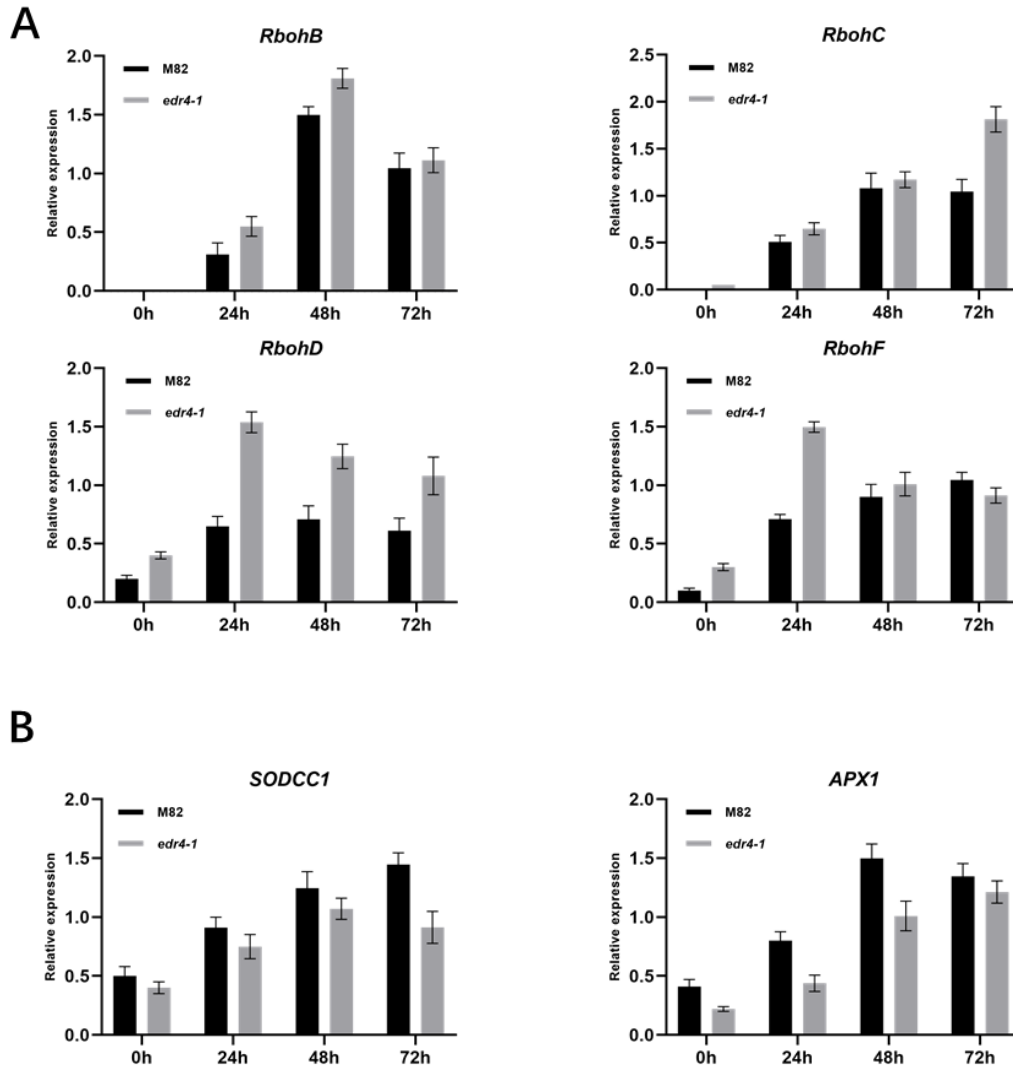 A
RbohB
M82
edr4-1
Relative expression
2.0
1.5
1.0
0.5
0.0
0h 24h 48h 72h
RbohC
M82
edr4-1
Relative expression
2.5
2.0
1.5
1.0
0.5
0.0
0h 24h 48h 72h
RbohD
M82
edr4-1
Relative expression
2.0
1.5
1.0
0.5
0.0
0h 24h 48h 72h
RbohF
M82
edr4-1
Relative expression
2.0
1.5
1.0
0.5
0.0
0h 24h 48h 72h
B
SODCC1
M82
edr4-1
Relative expression
2.0
1.5
1.0
0.5
0.0
0h 24h 48h 72h
APX1
M82
edr4-1
Relative expression
2.0
1.5
1.0
0.5
0.0
0h 24h 48h 72h